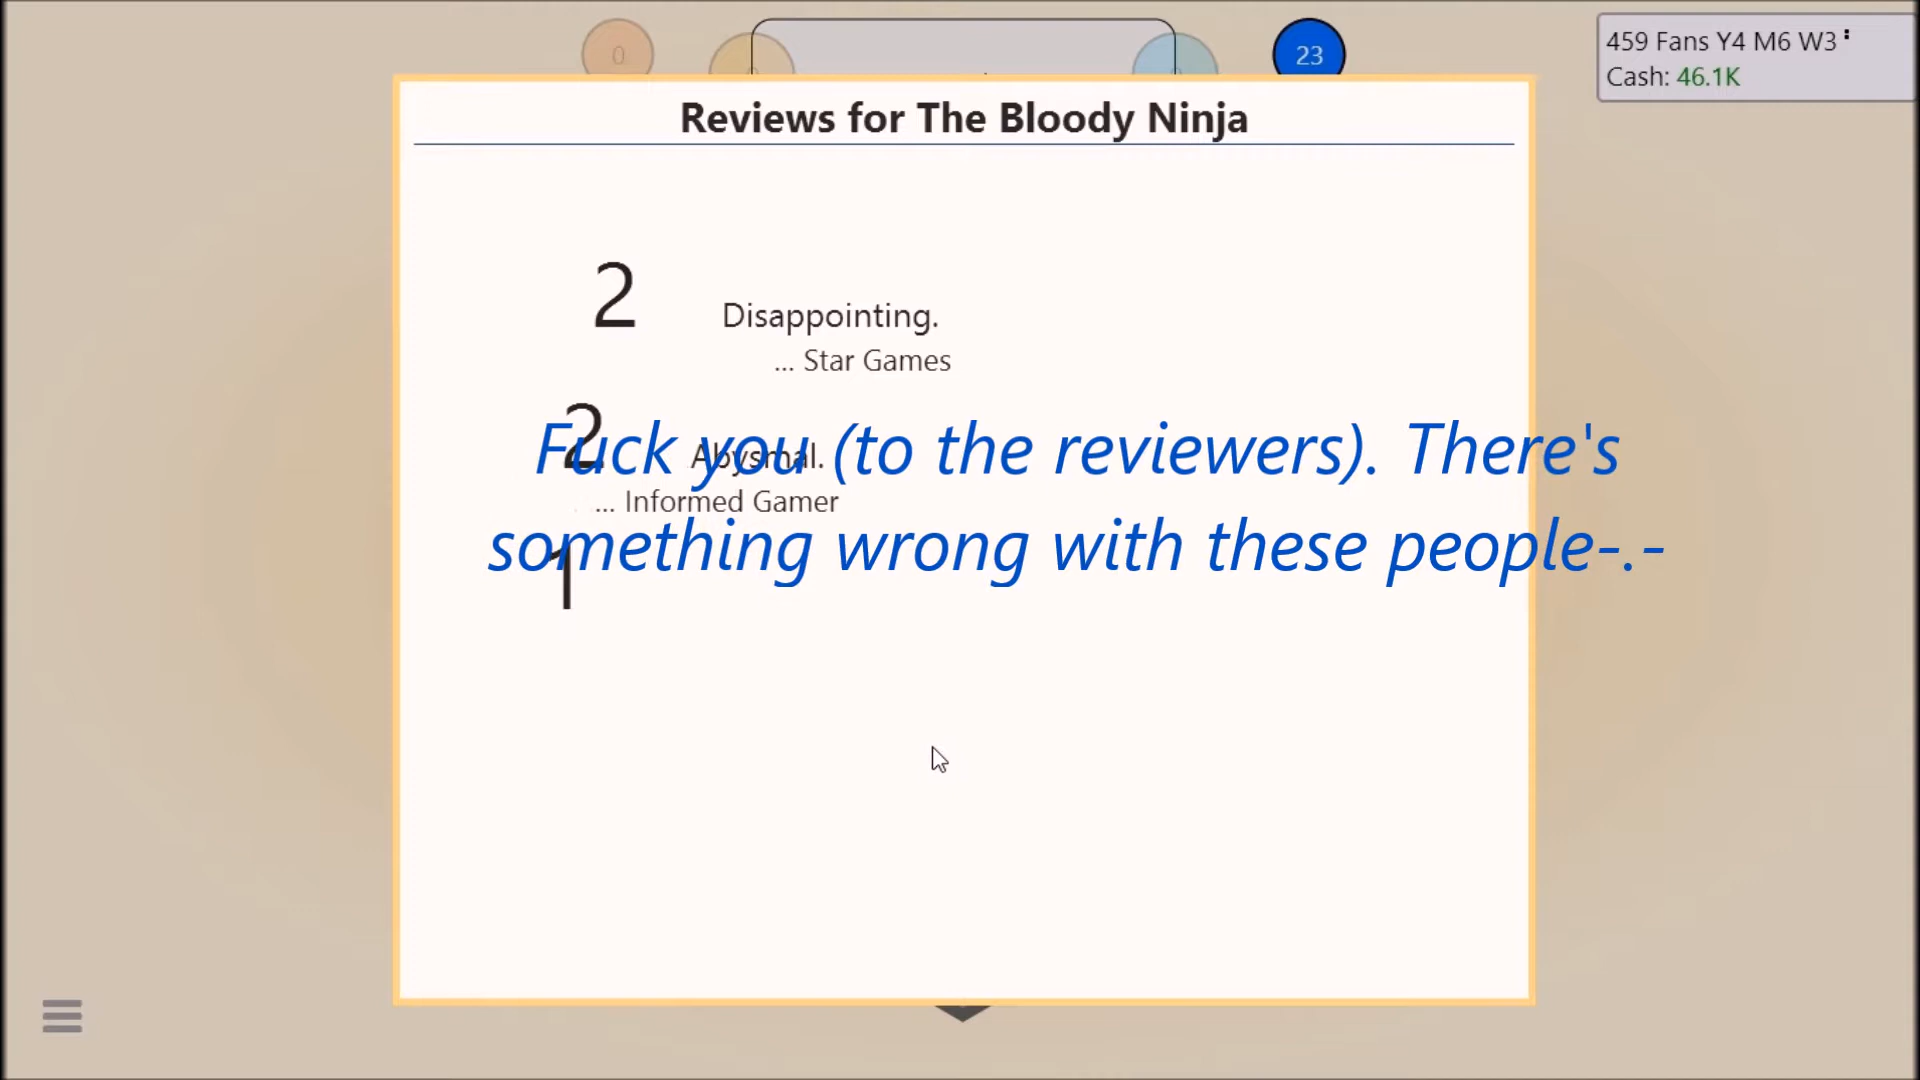 0
23
459 Fans Y4 M6 W3
Cash: 46.1K
Reviews for The Bloody Ninja
2
Disappointing.
... Star Games
2
Abysmal.
... Informed Gamer
1
Fuck you (to the reviewers). There's
something wrong with these people-.-